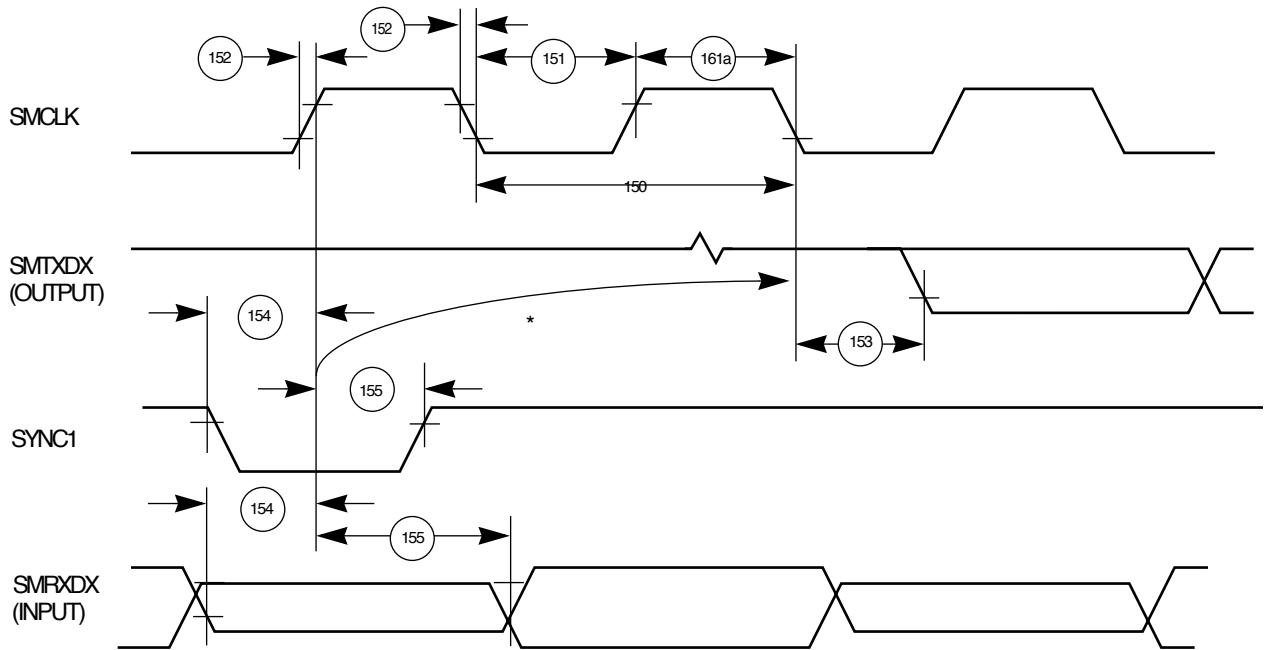 152
152
151
161a
SMCLK
150
SMTXDX
(OUTPUT)
154
*
153
155
SYNC1
154
155
SMRXDX
(INPUT)